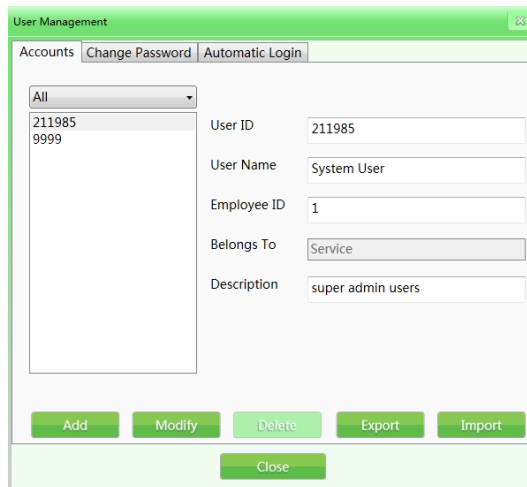 User Management
Accounts Change Password Automatic Login
All
211985
9999
User ID 211985
User Name System User
Employee ID 1
Belongs To Service
Description super admin users
Add Modify Delete Export Import
Close